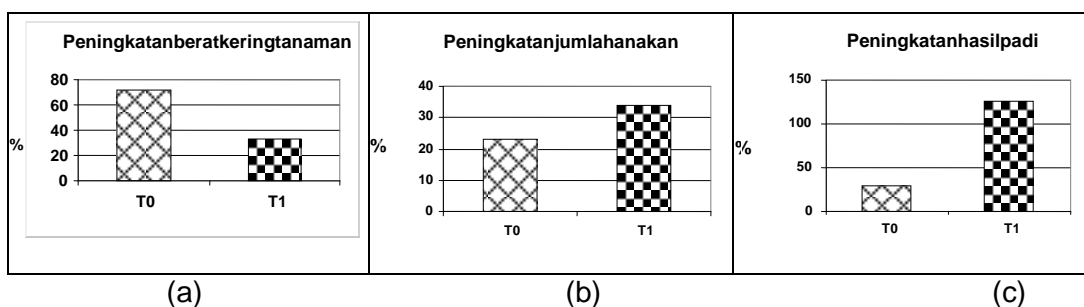 Peningkatanberatkeringtanaman
80
60
40
20
0
%
T0 T1
Peningkatanjumlahanakan
40
30
20
10
0
%
T0 T1
Peningkatanhasilpadi
150
100
50
0
%
T0 T1
(a) (b) (c)